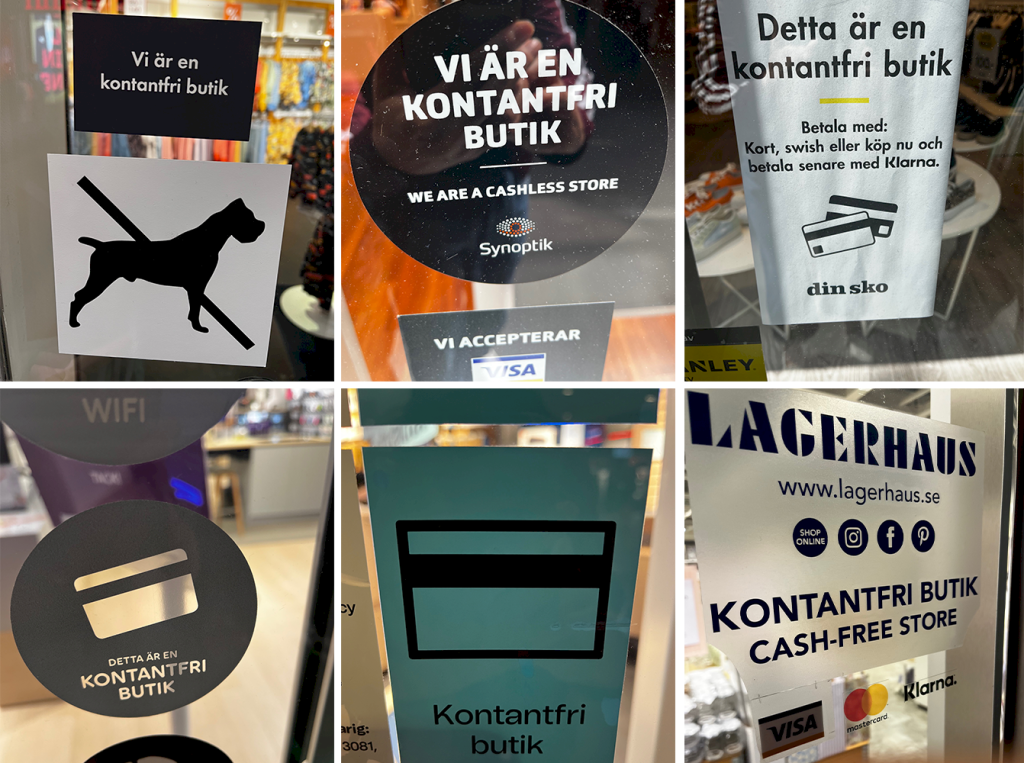 Vi är en
kontantfri butik
VI ÄR EN
KONTANTFRI
BUTIK
WE ARE A CASHLESS STORE
Synoptik
VI ACCEPTERAR
VISA
Detta är en
kontantfri butik
Betala med:
Kort, swish eller köp nu och
betala senare med Klarna.
din sko
NLEY
WIFI
DETTA ÄR EN
KONTANTFRI
BUTIK
Kontantfri
butik
arig:
3081,
LAGERHAUS
www.lagerhaus.se
SHOP
ONLINE
KONTANTFRI BUTIK
CASH-FREE STORE
VISA
mastercard
Klarna.